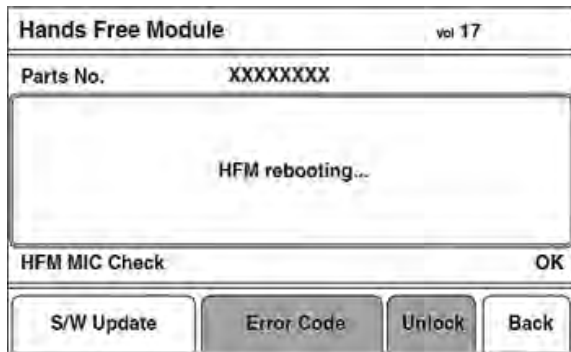 Hands Free Module vol 17
Parts No. XXXXXXXX
HFM rebooting...
HFM MIC Check OK
S/W Update Error Code Unlock Back